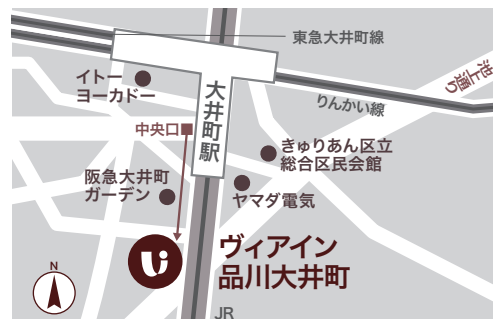 東急大井町線
イトー
ヨーカドー
池上通り
大井町駅
りんかい線
中央口
きゅりあん区立
総合区民会館
阪急大井町
ガーデン
ヤマダ電気
ヴィアイン
品川大井町
N
JR